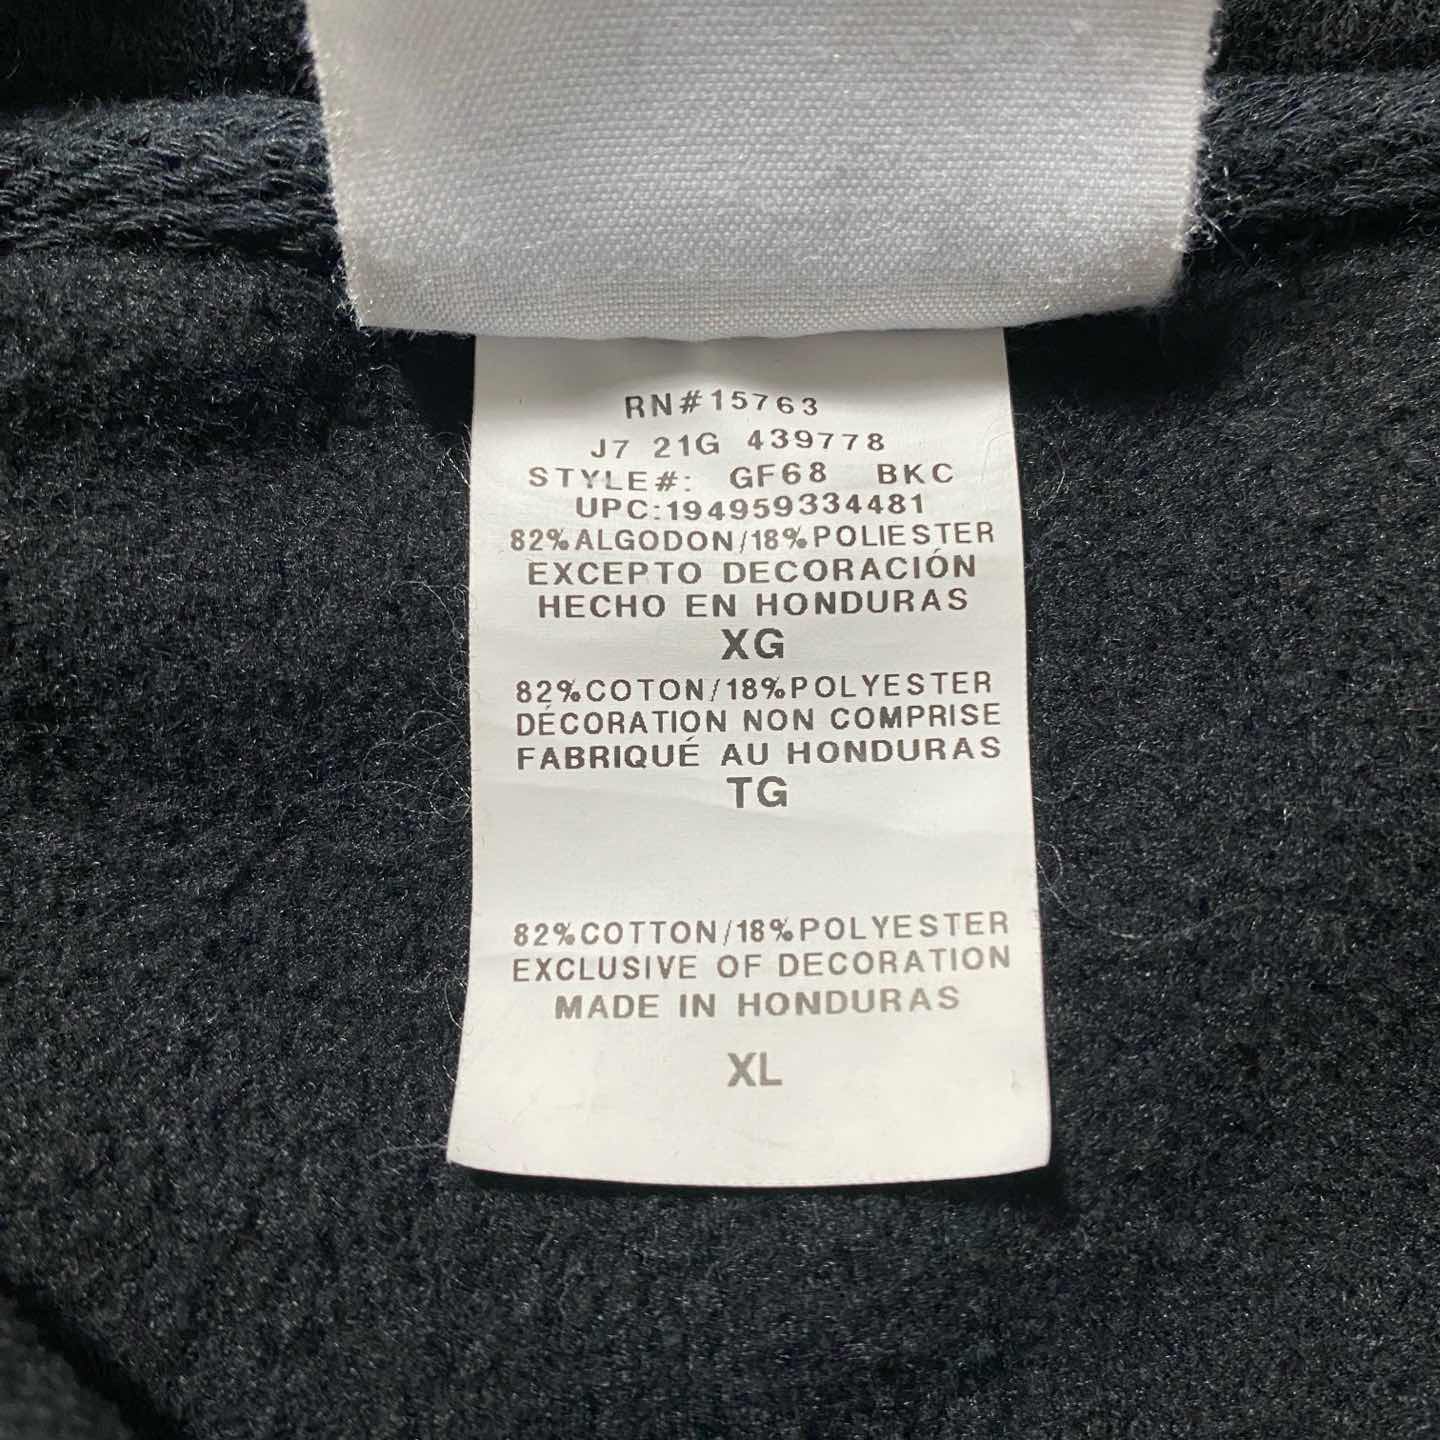 RN#15763
J7 21G 439778
STYLE#: GF68 BKC
UPC:194959334481
82%ALGODON/18%POLIESTER
EXCEPTO DECORACIÓN
HECHO EN HONDURAS
XG
82%COTON/18%POLYESTER
DÉCORATION NON COMPRISE
FABRIQUÉ AU HONDURAS
TG
82%COTTON/18%POLYESTER
EXCLUSIVE OF DECORATION
MADE IN HONDURAS
XL